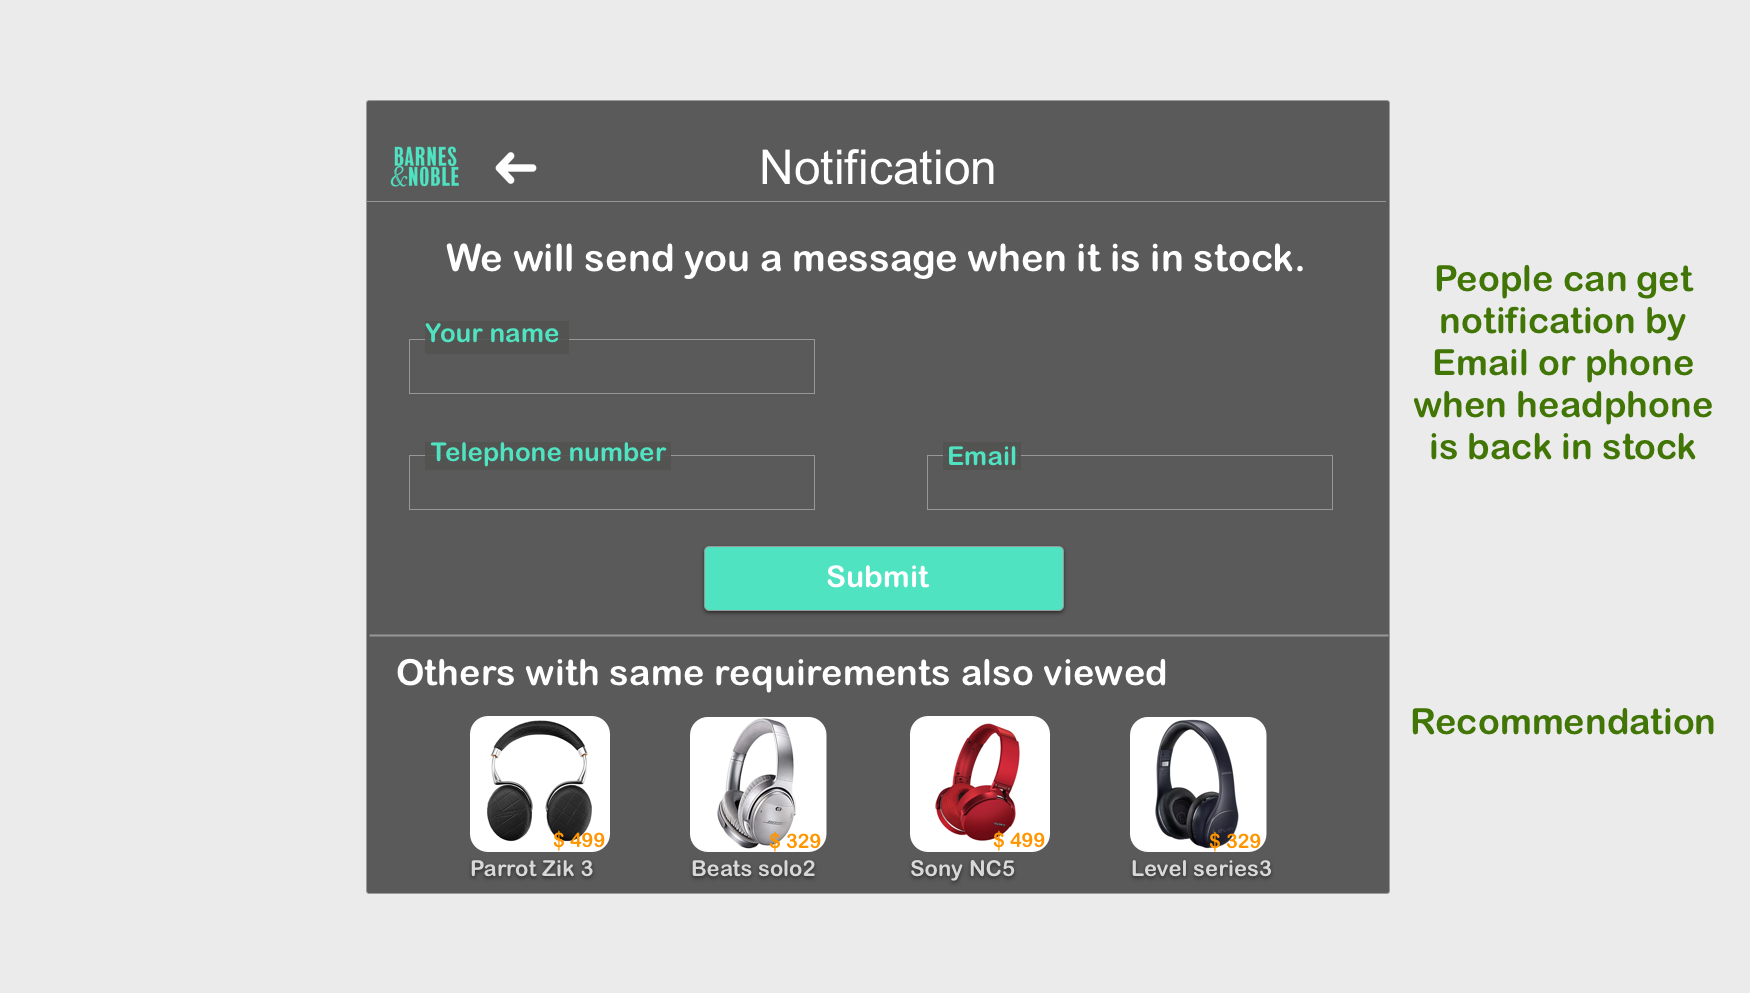 BARNES
&NOBLE
Notification
We will send you a message when it is in stock.
Your name
Telephone number
Email
Submit
Others with same requirements also viewed
$ 499
Parrot Zik 3
$ 329
Beats solo2
$ 499
Sony NC5
$ 329
Level series3
People can get
notification by
Email or phone
when headphone
is back in stock
Recommendation